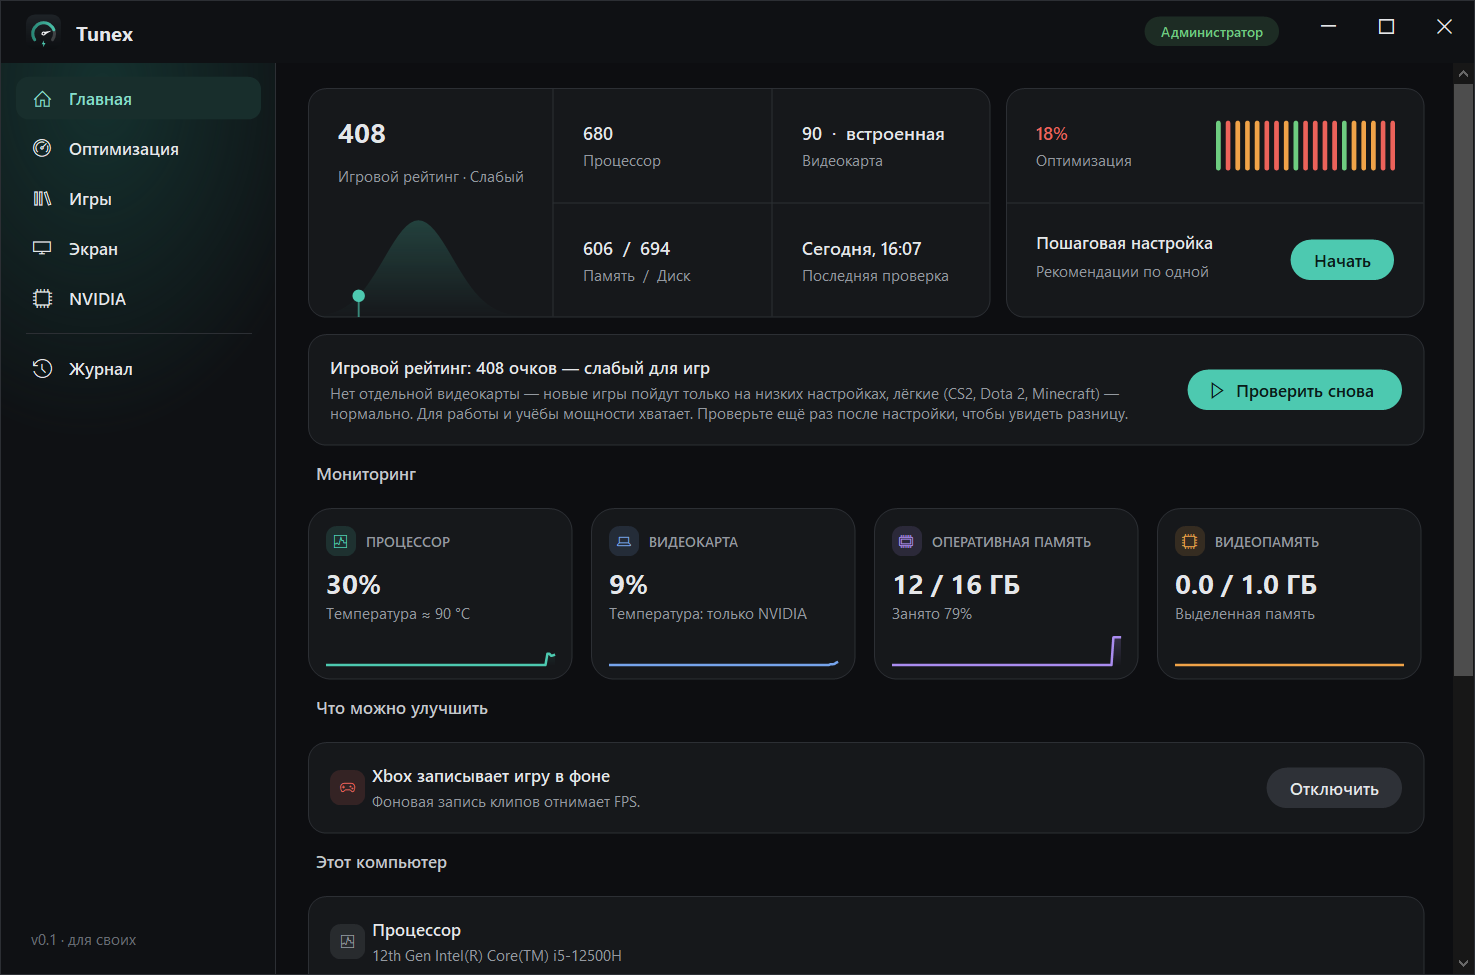 Tunex
Администратор
Главная
Оптимизация
Игры
Экран
NVIDIA
Журнал
v0.1 · для своих
408
Игровой рейтинг · Слабый
680
Процессор
90 · встроенная
Видеокарта
606 / 694
Память / Диск
Сегодня, 16:07
Последняя проверка
18%
Оптимизация
Пошаговая настройка
Рекомендации по одной
Начать
Игровой рейтинг: 408 очков — слабый для игр
Нет отдельной видеокарты — новые игры пойдут только на низких настройках, лёгкие (CS2, Dota 2, Minecraft) —
нормально. Для работы и учёбы мощности хватает. Проверьте ещё раз после настройки, чтобы увидеть разницу.
Проверить снова
Мониторинг
ПРОЦЕССОР
30%
Температура ≈ 90 °C
ВИДЕОКАРТА
9%
Температура: только NVIDIA
ОПЕРАТИВНАЯ ПАМЯТЬ
12 / 16 ГБ
Занято 79%
ВИДЕОПАМЯТЬ
0.0 / 1.0 ГБ
Выделенная память
Что можно улучшить
Xbox записывает игру в фоне
Фоновая запись клипов отнимает FPS.
Отключить
Этот компьютер
Процессор
12th Gen Intel(R) Core(TM) i5-12500H